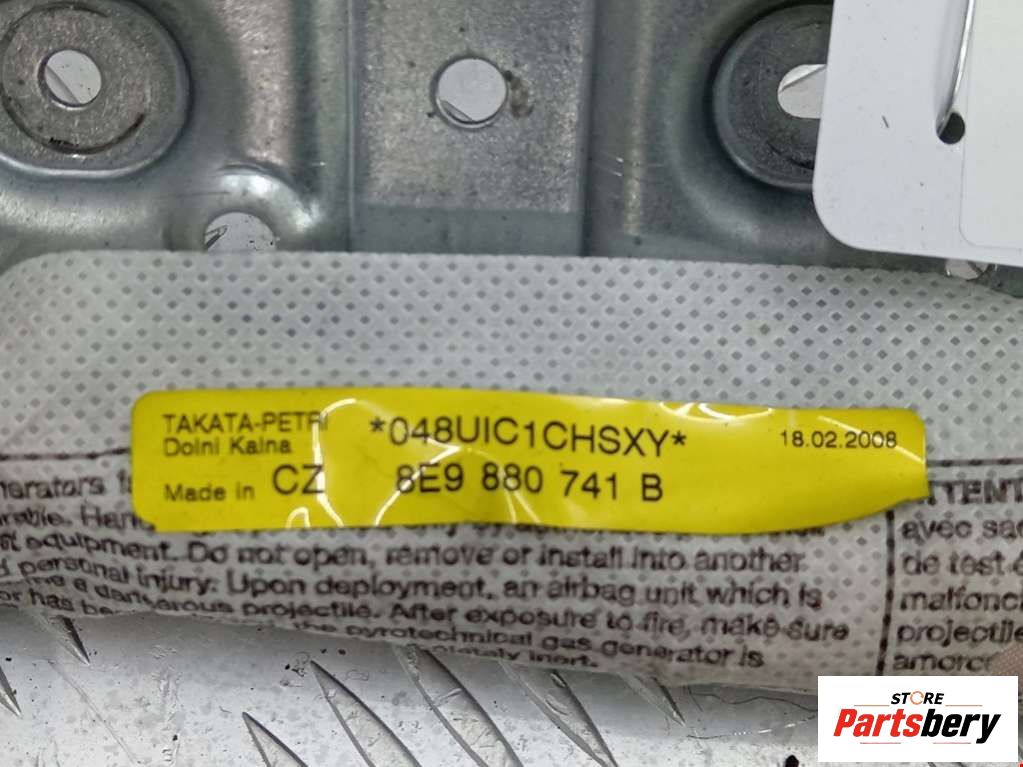 TAKATA-PETRI *048UIC1CHSXY* 18.02.2008
Dolni Kalna
Made in CZ 8E9 880 741 B
equipment. Do not open, remove or install into another
personal injury. Upon deployment, an airbag unit which is
a dangerous projectile. After exposure to fire, make sure
the pyrotechnical gas generator is
inert.
avec
de test
projectile
STORE
Partsbery